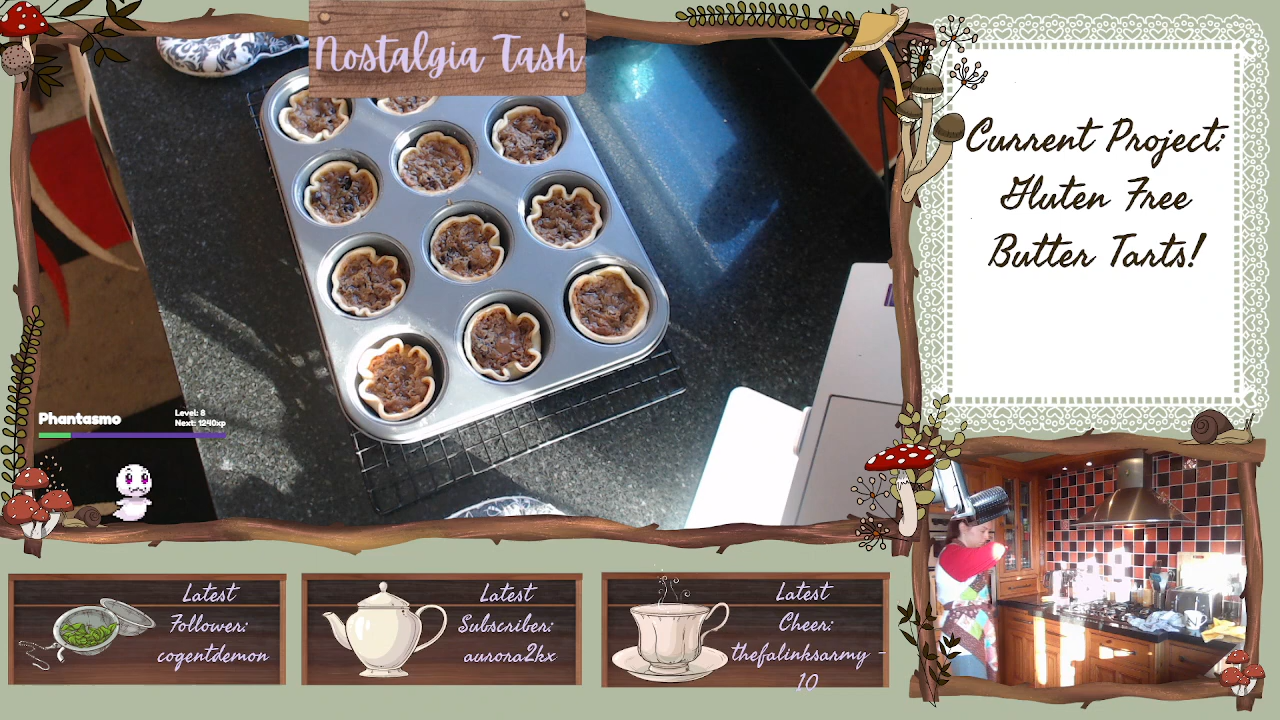 Nostalgia Tash
Current Project:
Gluten Free
Butter Tarts!
Phantasmo
Level: 8
Next: 1240xp
Latest
Follower:
cogentdemon
Latest
Subscriber:
aurora2kx
Latest
Cheer:
thefalinksarmy -
10